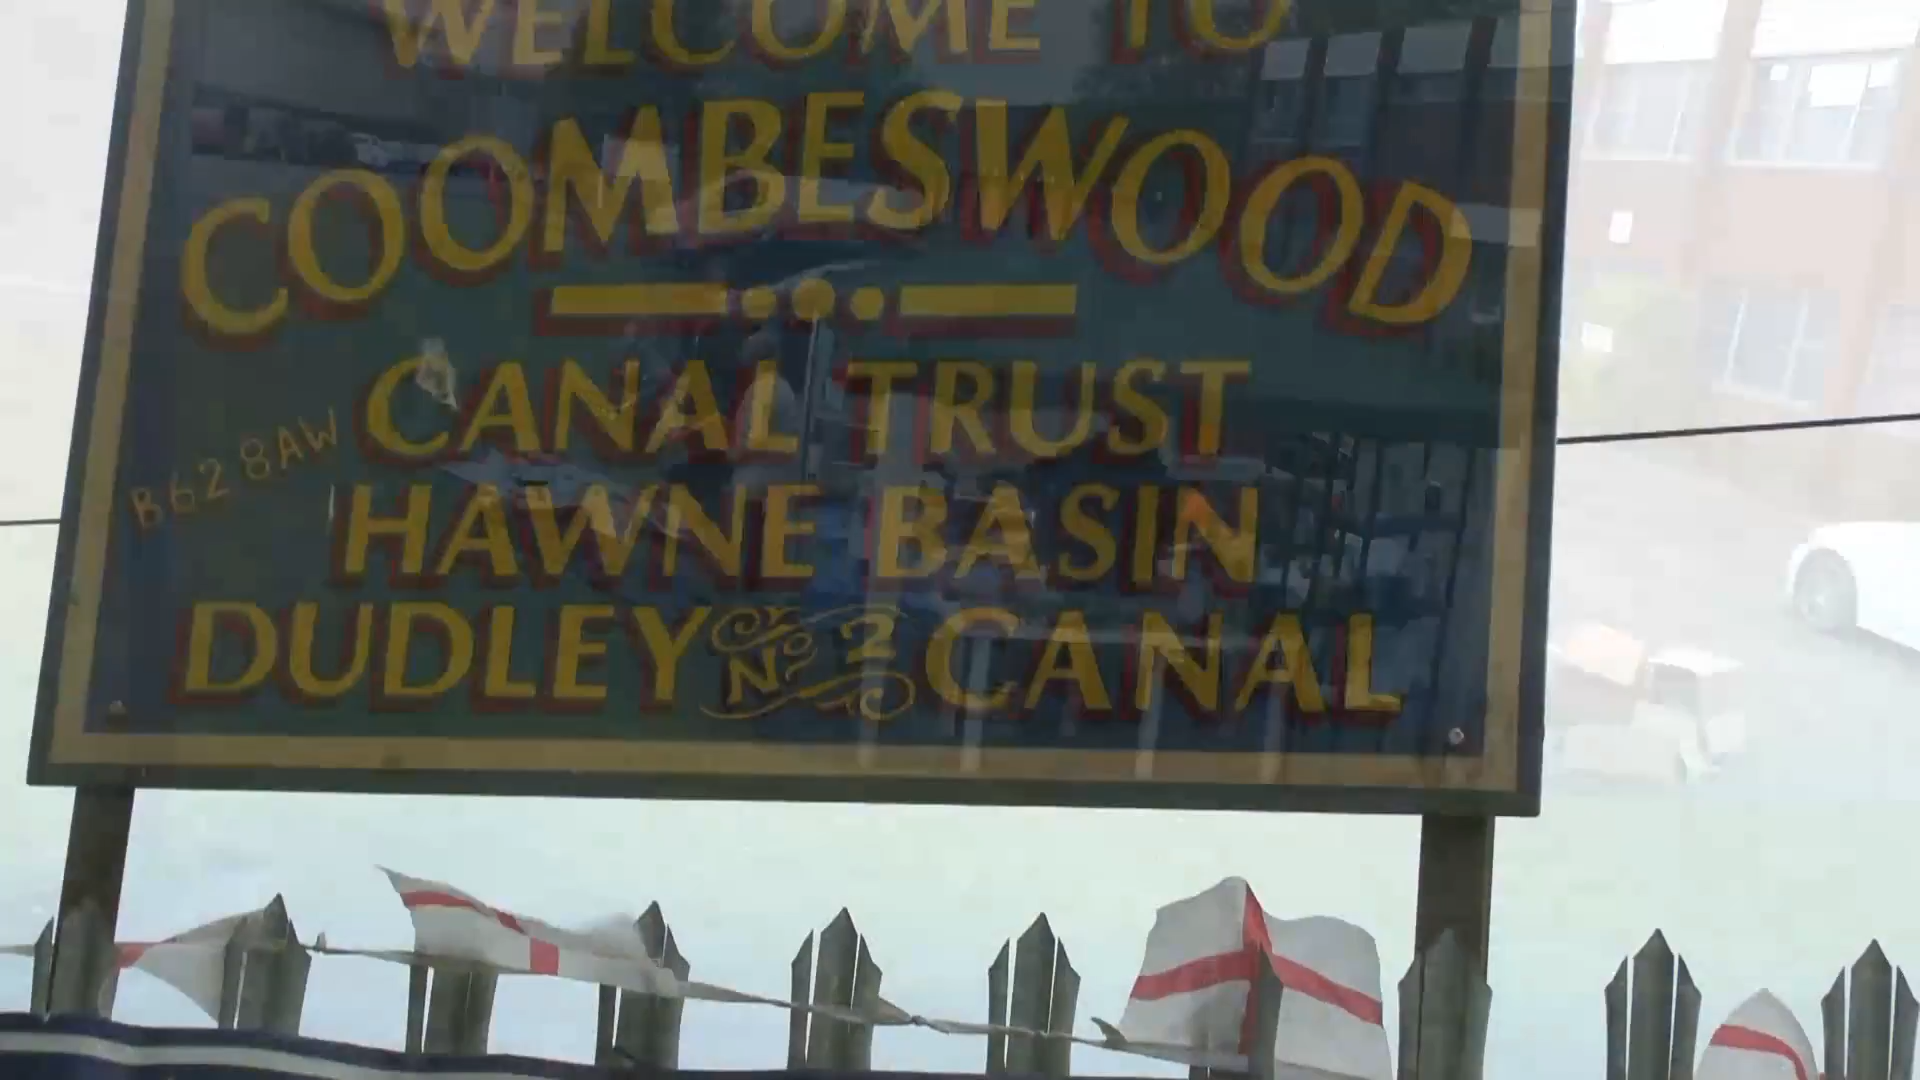 WELCOME TO
COOMBESWOOD
CANAL TRUST
B62 8AW
HAWNE BASIN
DUDLEY No 2 CANAL